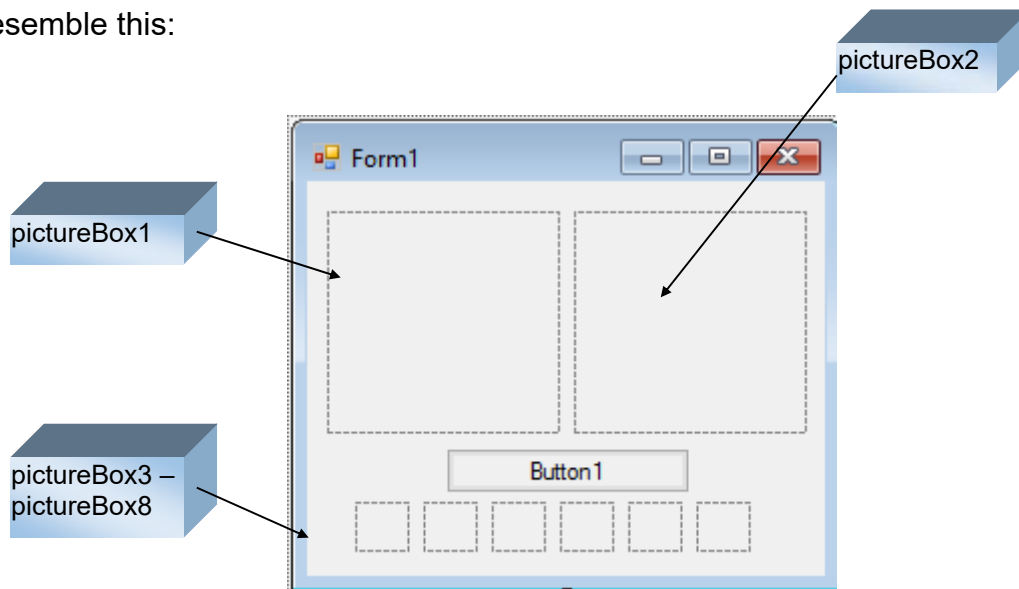 esemble this:
pictureBox2
Form1
pictureBox1
pictureBox3 –
pictureBox8
Button1